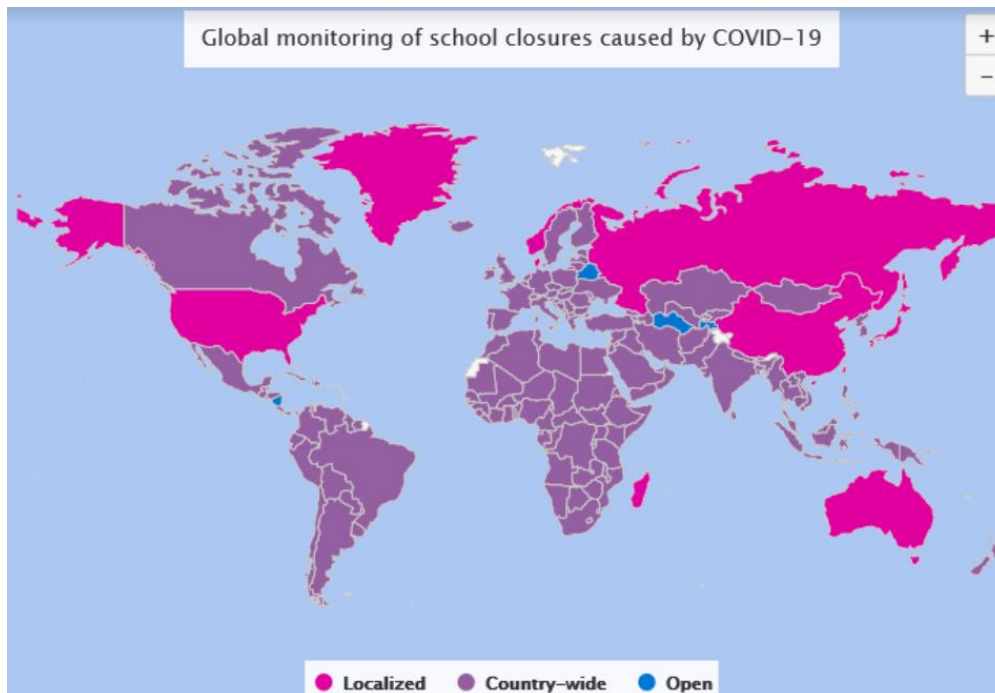 Global monitoring of school closures caused by COVID-19
+
-
Localized Country-wide Open